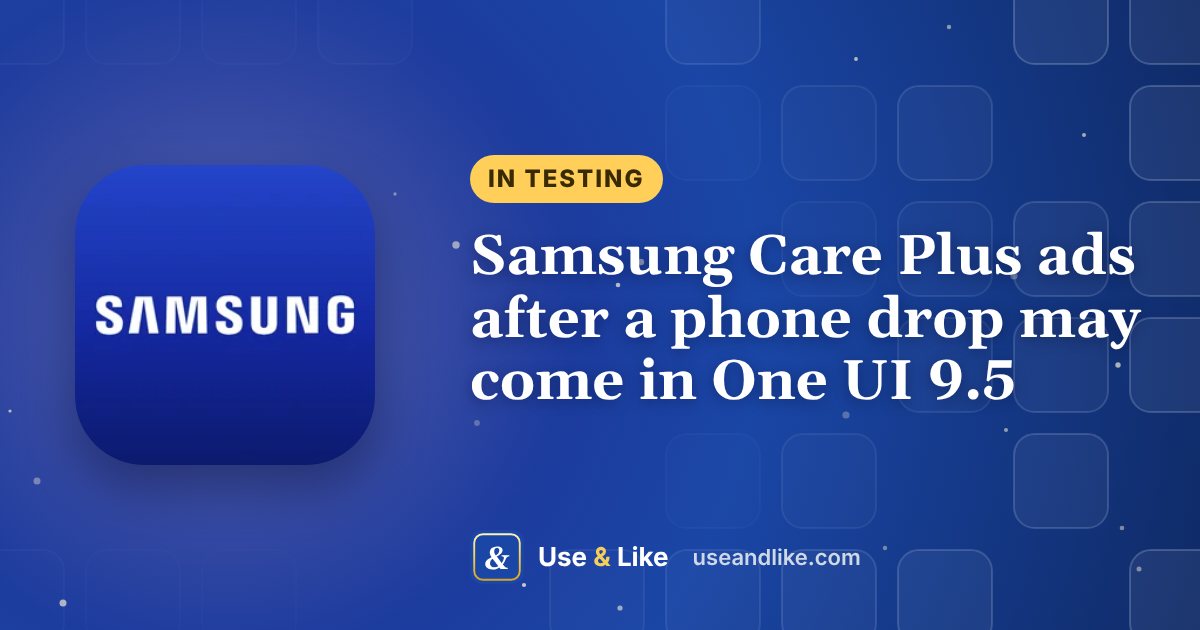 SAMSUNG
IN TESTING
Samsung Care Plus ads
after a phone drop may
come in One UI 9.5
& Use & Like useandlike.com